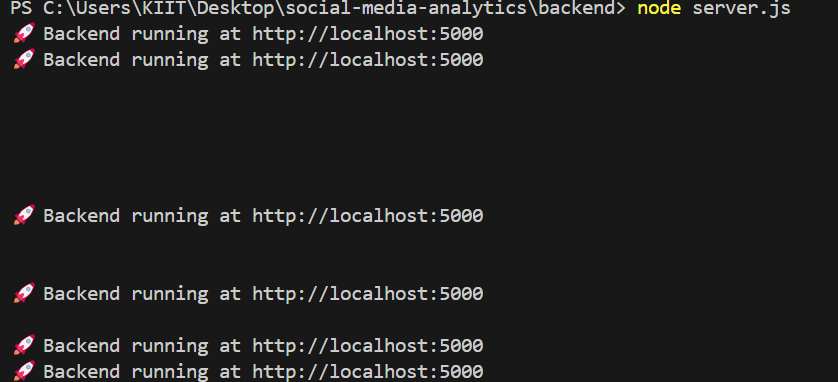 PS C:\Users\KIIT\Desktop\social-media-analytics\backend> node server.js
🚀 Backend running at http://localhost:5000
🚀 Backend running at http://localhost:5000
🚀 Backend running at http://localhost:5000
🚀 Backend running at http://localhost:5000
🚀 Backend running at http://localhost:5000
🚀 Backend running at http://localhost:5000